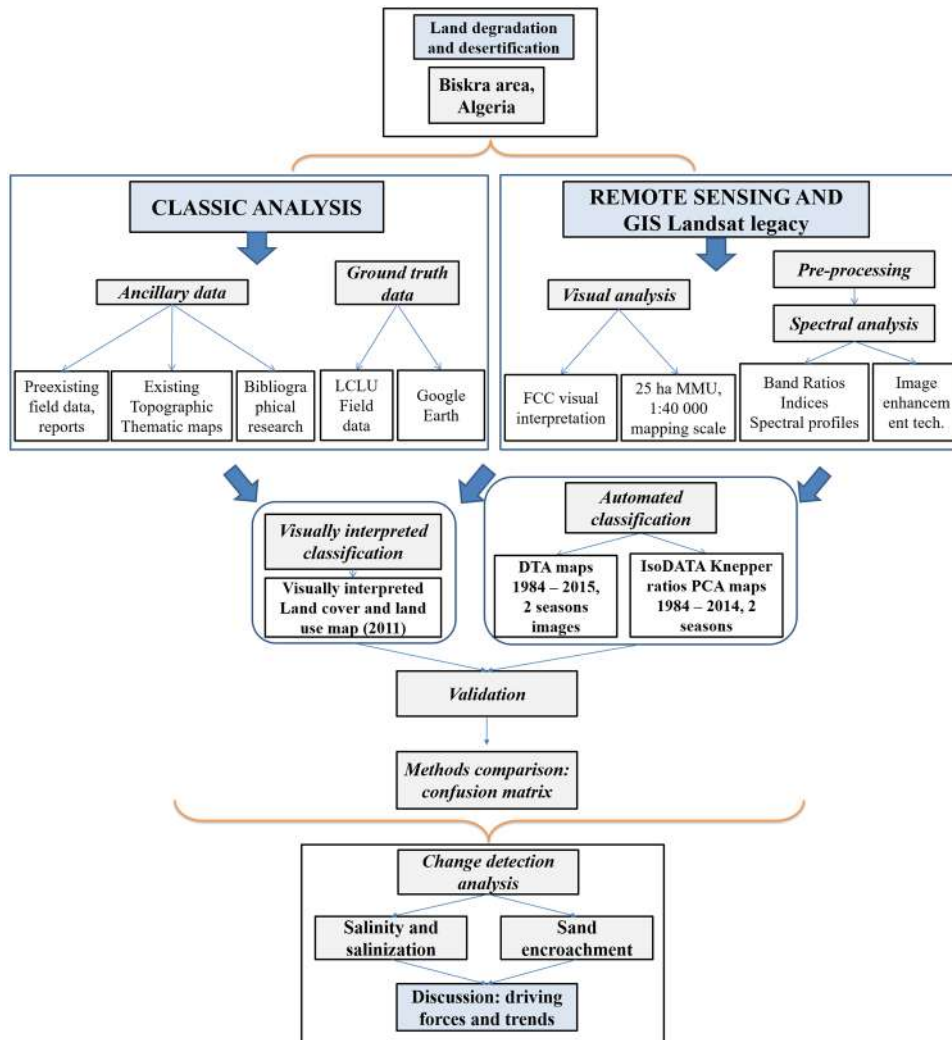 Land degradation
and desertification
Biskra area,
Algeria
CLASSIC ANALYSIS
Ancillary data
Ground truth
data
Preexisting
field data,
reports
Existing
Topographic
Thematic maps
Bibliogra
phical
research
LCLU
Field
data
Google
Earth
REMOTE SENSING AND
GIS Landsat legacy
Visual analysis
Pre-processing
Spectral analysis
FCC visual
interpretation
25 ha MMU,
1:40 000
mapping scale
Band Ratios
Indices
Spectral profiles
Image
enhancem
ent tech.
Visually interpreted
classification
Visually interpreted
Land cover and land
use map (2011)
Automated
classification
DTA maps
1984 – 2015,
2 seasons
images
IsoDATA Knepper
ratios PCA maps
1984 – 2014, 2
seasons
Validation
Methods comparison:
confusion matrix
Change detection
analysis
Salinity and
salinization
Sand
encroachment
Discussion: driving
forces and trends